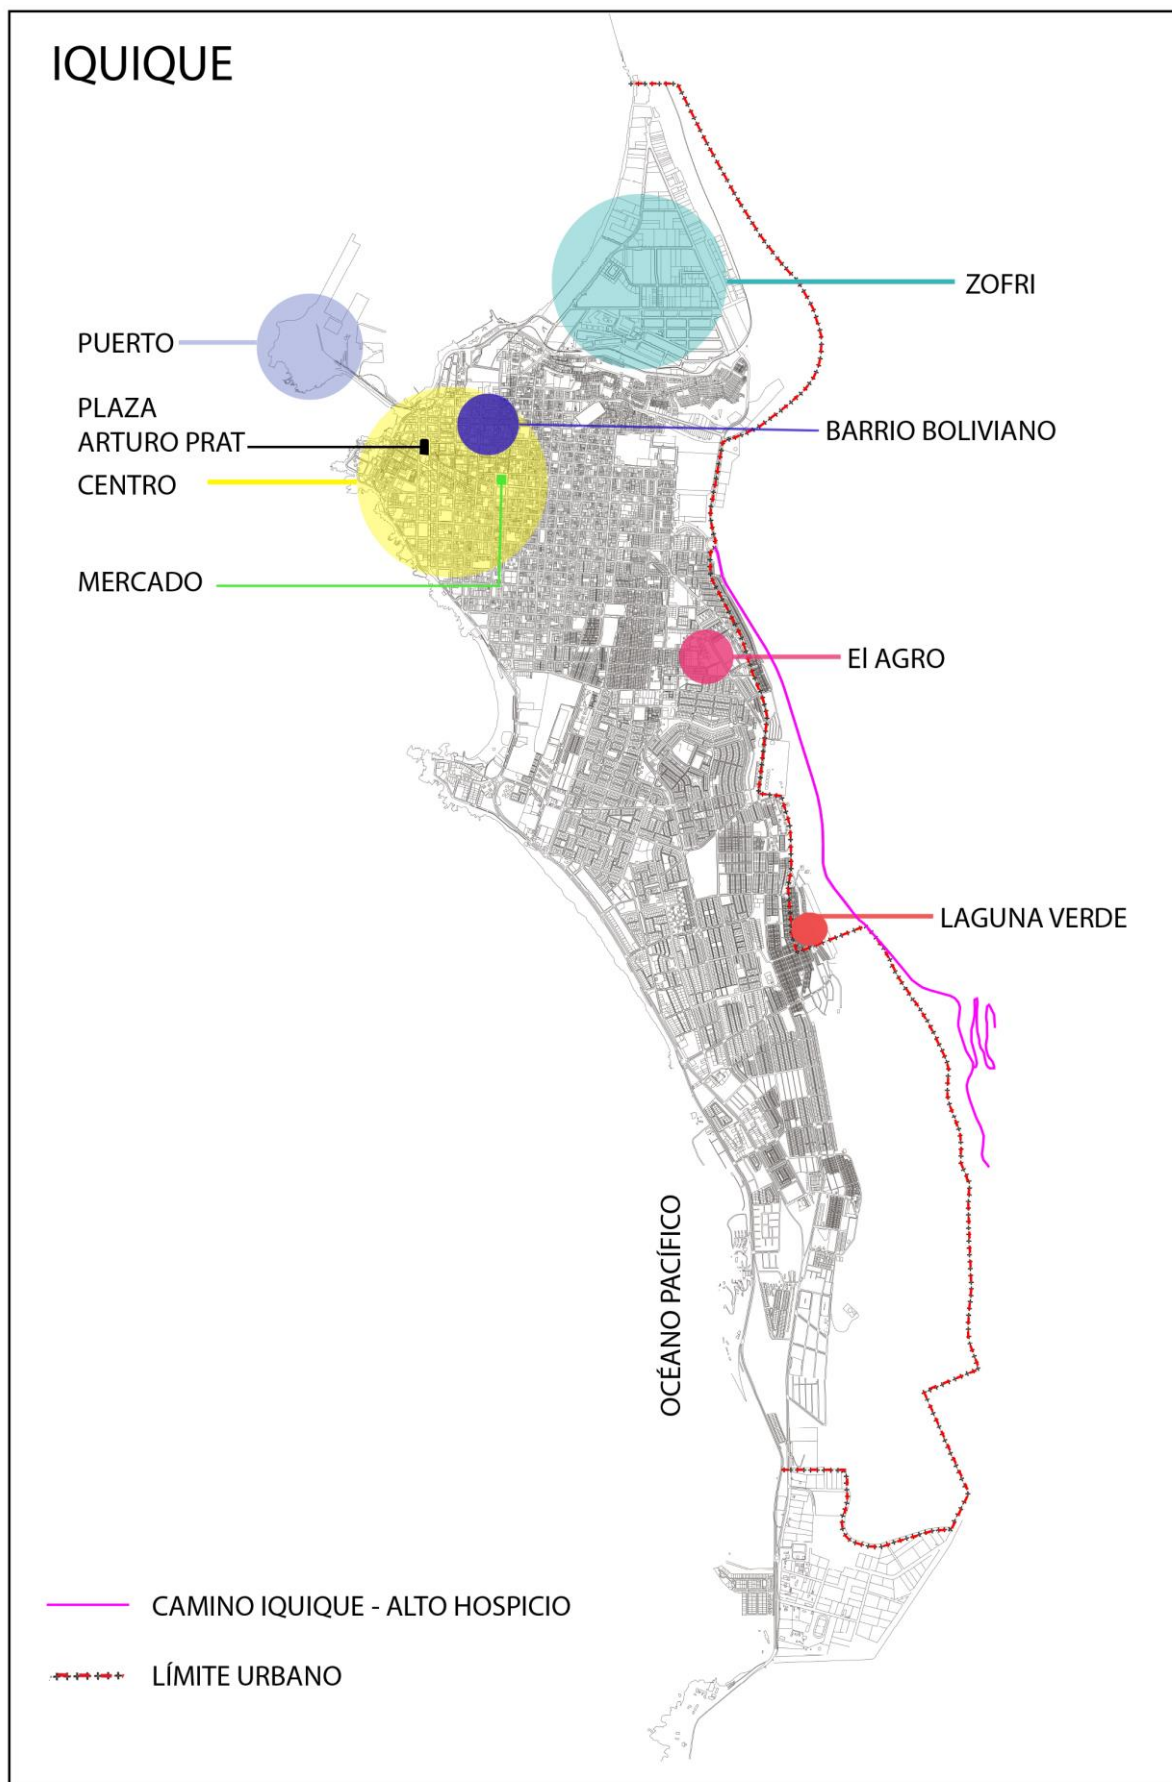 IQUIQUE
ZOFRI
PUERTO
PLAZA
ARTURO PRAT
BARRIO BOLIVIANO
CENTRO
MERCADO
El AGRO
LAGUNA VERDE
OCÉANO PACÍFICO
CAMINO IQUIQUE - ALTO HOSPICIO
LÍMITE URBANO